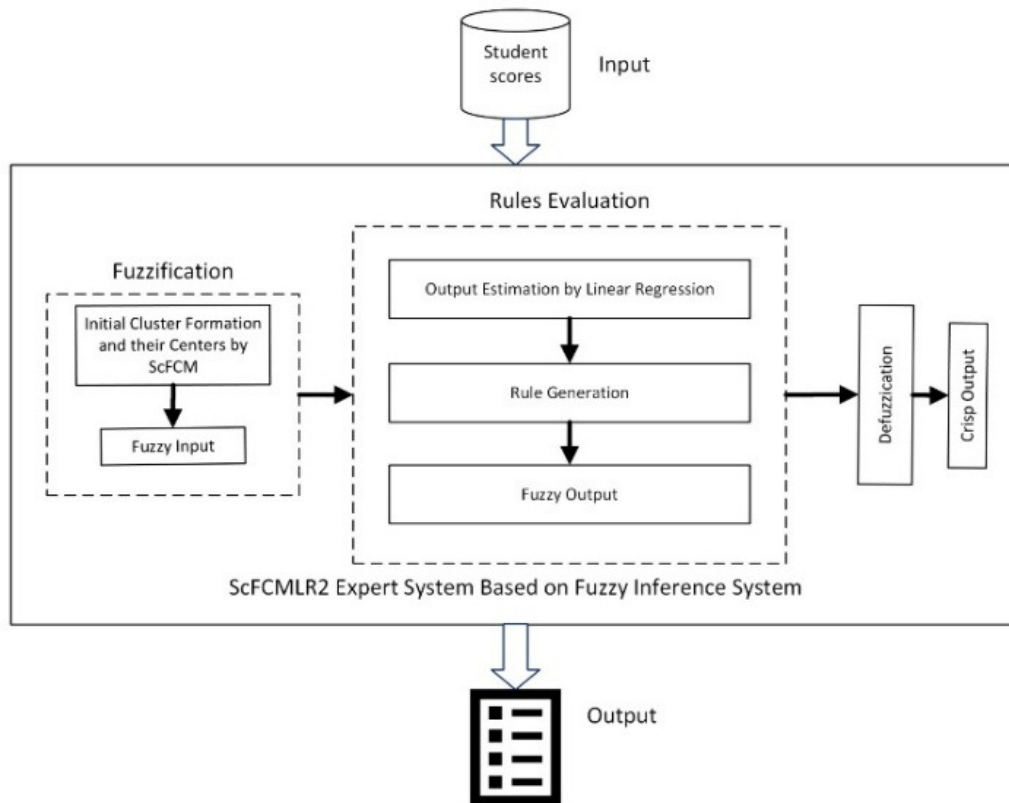 Student
scores
Input
Rules Evaluation
Fuzzification
Initial Cluster Formation
and their Centers by
ScFCM
Fuzzy Input
Output Estimation by Linear Regression
Rule Generation
Fuzzy Output
Defuzzication
Crisp Output
ScFCMLR2 Expert System Based on Fuzzy Inference System
Output